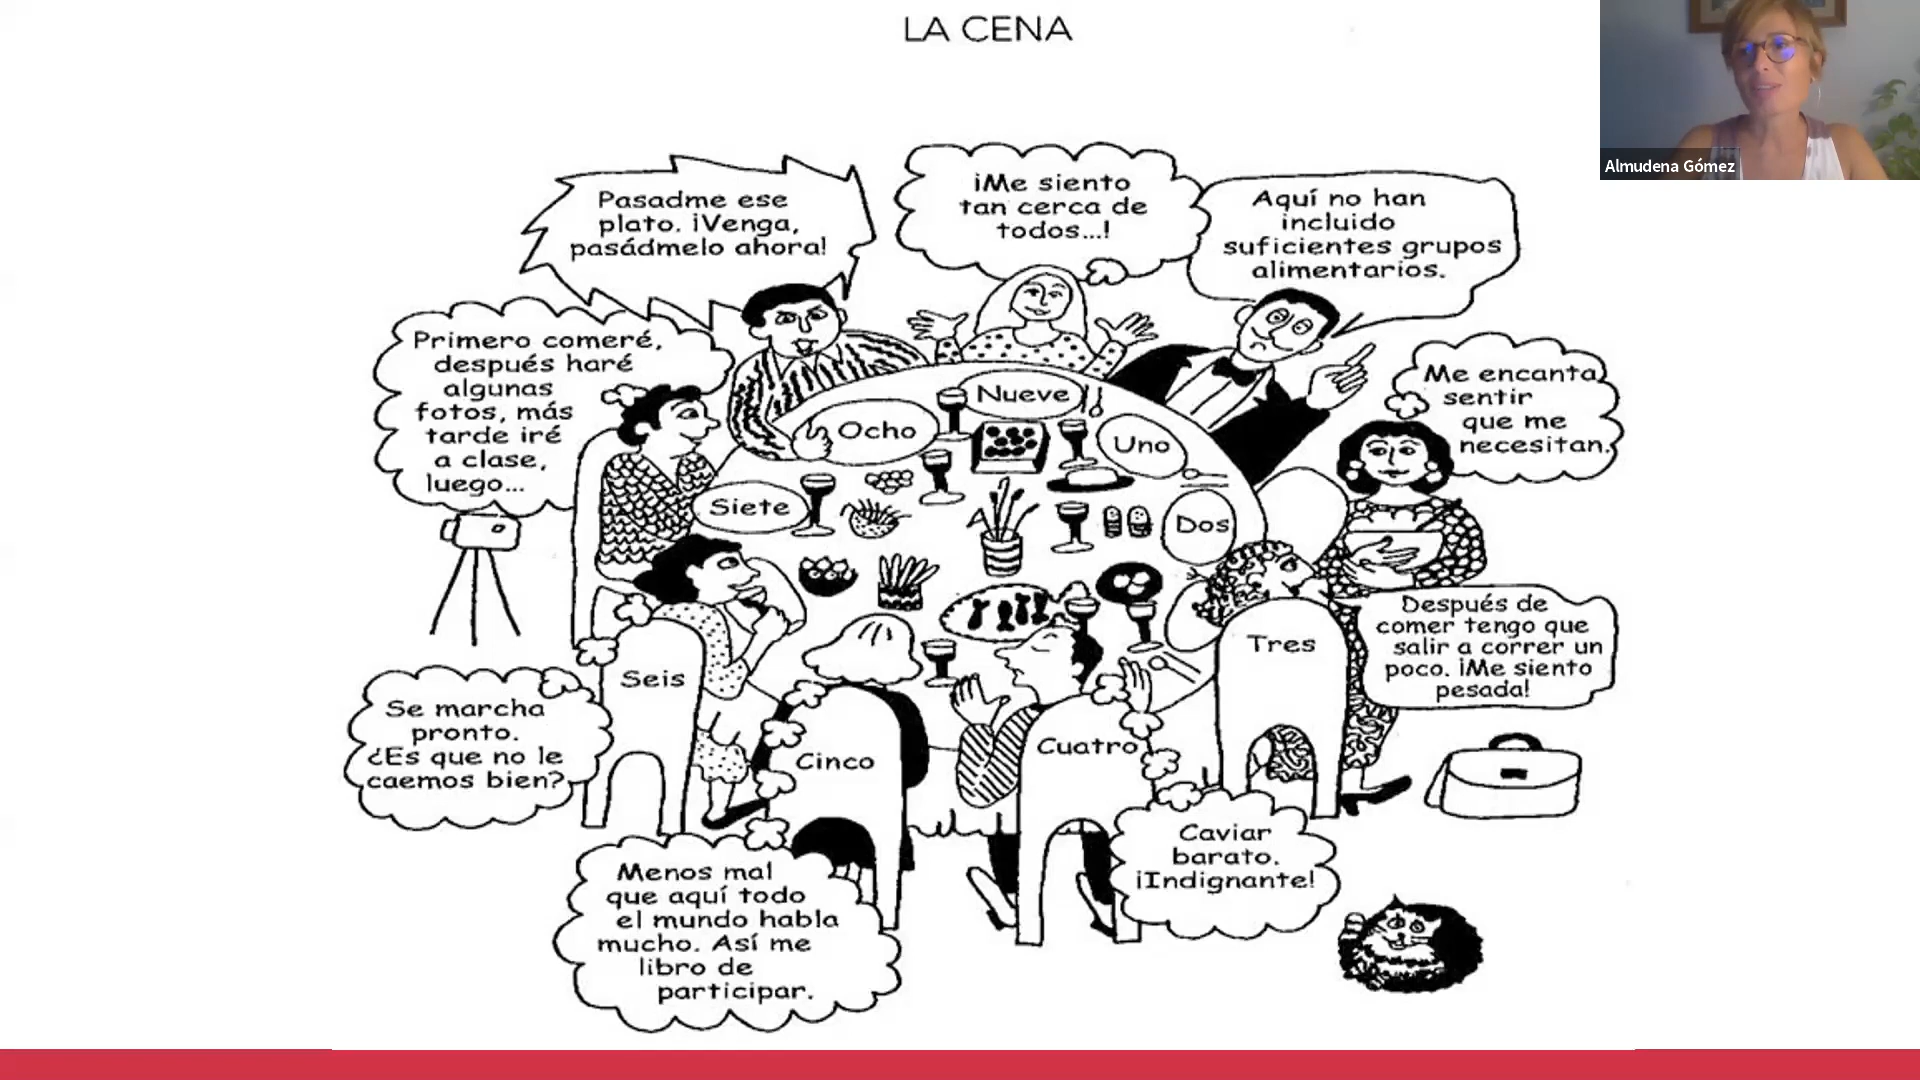 LA CENA
Almudena Gómez
Pasadme ese
plato. ¡Venga,
pasádmelo ahora!
¡Me siento
tan cerca de
todos...!
Aquí no han
incluido
suficientes grupos
alimentarios.
Primero comeré,
después haré
algunas
fotos, más
tarde iré
a clase,
luego...
Me encanta
sentir
que me
necesitan.
Nueve
Ocho
Uno
Siete
Dos
Después de
comer tengo que
salir a correr un
poco. ¡Me siento
pesada!
Tres
Seis
Cinco
Cuatro
Se marcha
pronto.
¿Es que no le
caemos bien?
Caviar
barato.
¡Indignante!
Menos mal
que aquí todo
el mundo habla
mucho. Así me
libro de
participar.